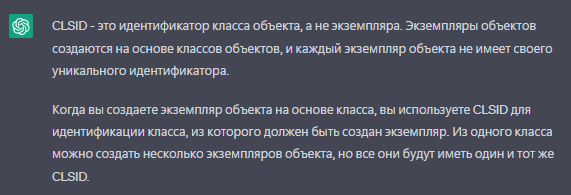 CLSID - это идентификатор класса объекта, а не экземпляра. Экземпляры объектов
создаются на основе классов объектов, и каждый экземпляр объекта не имеет своего
уникального идентификатора.
Когда вы создаете экземпляр объекта на основе класса, вы используете CLSID для
идентификации класса, из которого должен быть создан экземпляр. Из одного класса
можно создать несколько экземпляров объекта, но все они будут иметь один и тот же
CLSID.